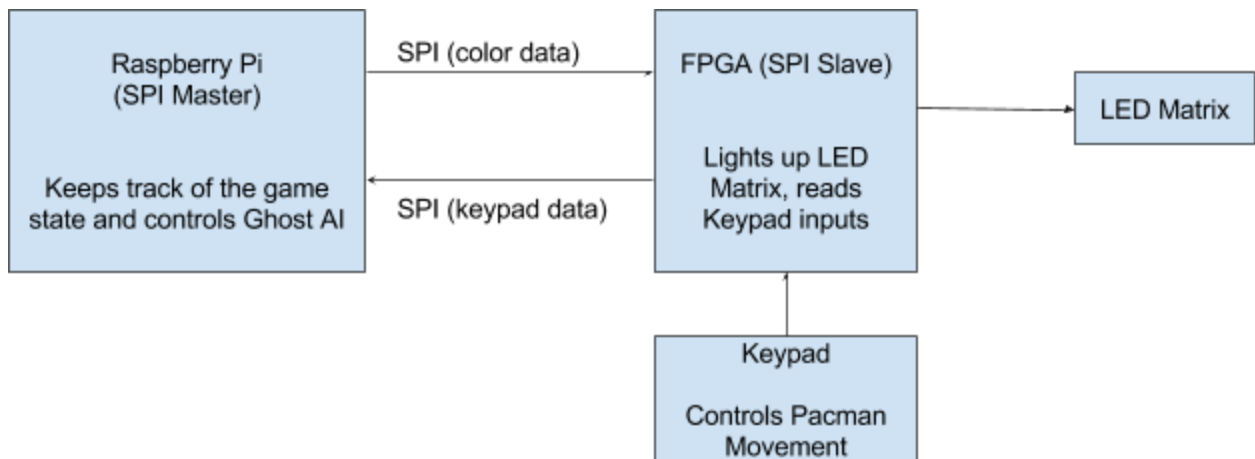 Raspberry Pi
(SPI Master)
Keeps track of the game
state and controls Ghost AI
SPI (color data)
SPI (keypad data)
FPGA (SPI Slave)
Lights up LED
Matrix, reads
Keypad inputs
LED Matrix
Keypad
Controls Pacman
Movement